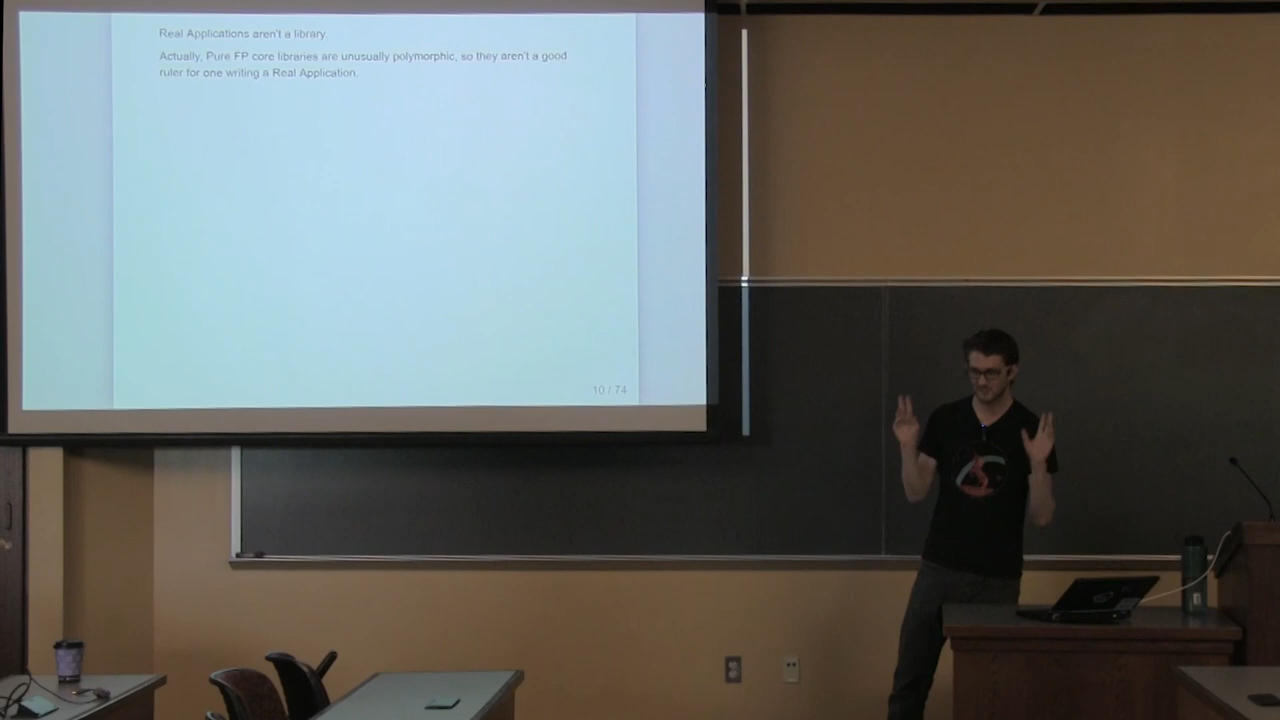 Real Applications aren't a library.
Actually, Pure FP core libraries are unusually polymorphic, so they aren't a good
ruler for one writing a Real Application.
10 / 74